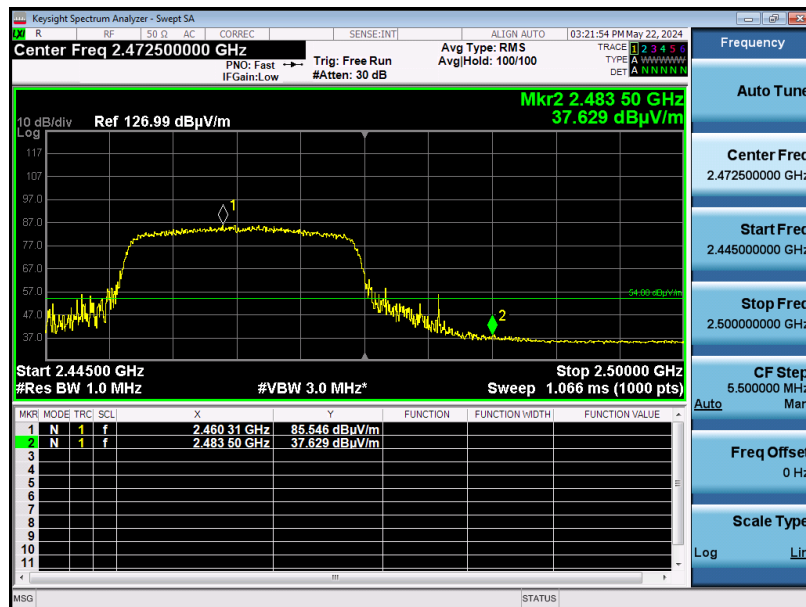 Keysight Spectrum Analyzer - Swept SA
LXI R RF 50 Ω AC CORREC SENSE:INT ALIGN AUTO 03:21:54 PM May 22, 2024
Center Freq 2.472500000 GHz
PNO: Fast
IFGain:Low
Trig: Free Run
#Atten: 30 dB
Avg Type: RMS
Avg|Hold: 100/100
TRACE 1 2 3 4 5 6
TYPE A WWWWW
DET A N N N N N
Mkr2 2.483 50 GHz
37.629 dBµV/m
10 dB/div Ref 126.99 dBµV/m
Log
117
107
97.0
1
87.0
77.0
67.0
57.0
54.00 dBµV/m
47.0
2
37.0
Start 2.44500 GHz Stop 2.50000 GHz
#Res BW 1.0 MHz #VBW 3.0 MHz* Sweep 1.066 ms (1000 pts)
MKR MODE TRC SCL X Y FUNCTION FUNCTION WIDTH FUNCTION VALUE
1 N 1 f 2.460 31 GHz 85.546 dBµV/m
2 N 1 f 2.483 50 GHz 37.629 dBµV/m
3
4
5
6
7
8
9
10
11
MSG STATUS
Frequency
Auto Tune
Center Freq
2.472500000 GHz
Start Freq
2.445000000 GHz
Stop Freq
2.500000000 GHz
CF Step
5.500000 MHz
Auto Man
Freq Offset
0 Hz
Scale Type
Log Lin